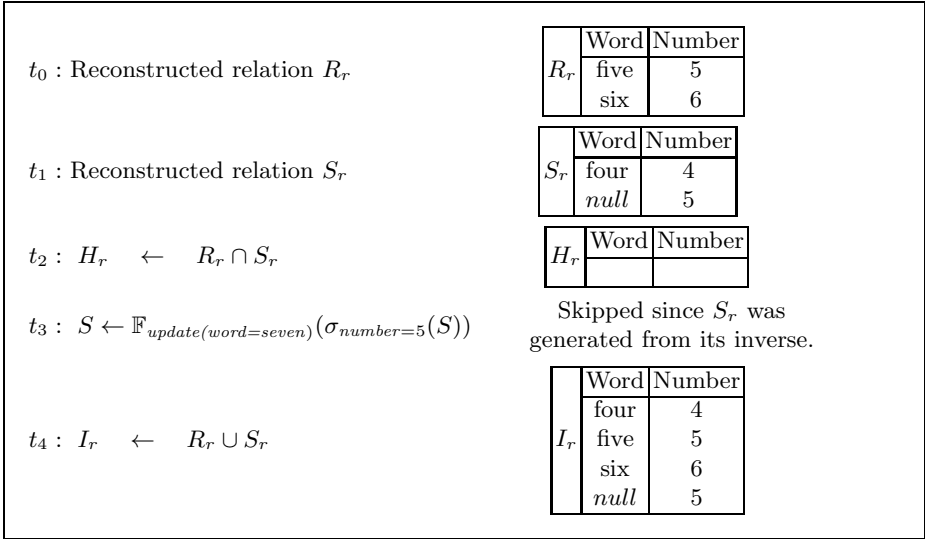 Word Number
t₀ : Reconstructed relation Rᵣ
Rᵣ five 5
six 6
Word Number
t₁ : Reconstructed relation Sᵣ
Sᵣ four 4
null 5
Word Number
t₂ : Hᵣ ← Rᵣ ∩ Sᵣ
Hᵣ
t₃ : S ← 𝔽update(word=seven)(σnumber=5(S))
Skipped since Sᵣ was
generated from its inverse.
Word Number
four 4
t₄ : Iᵣ ← Rᵣ ∪ Sᵣ
Iᵣ five 5
six 6
null 5